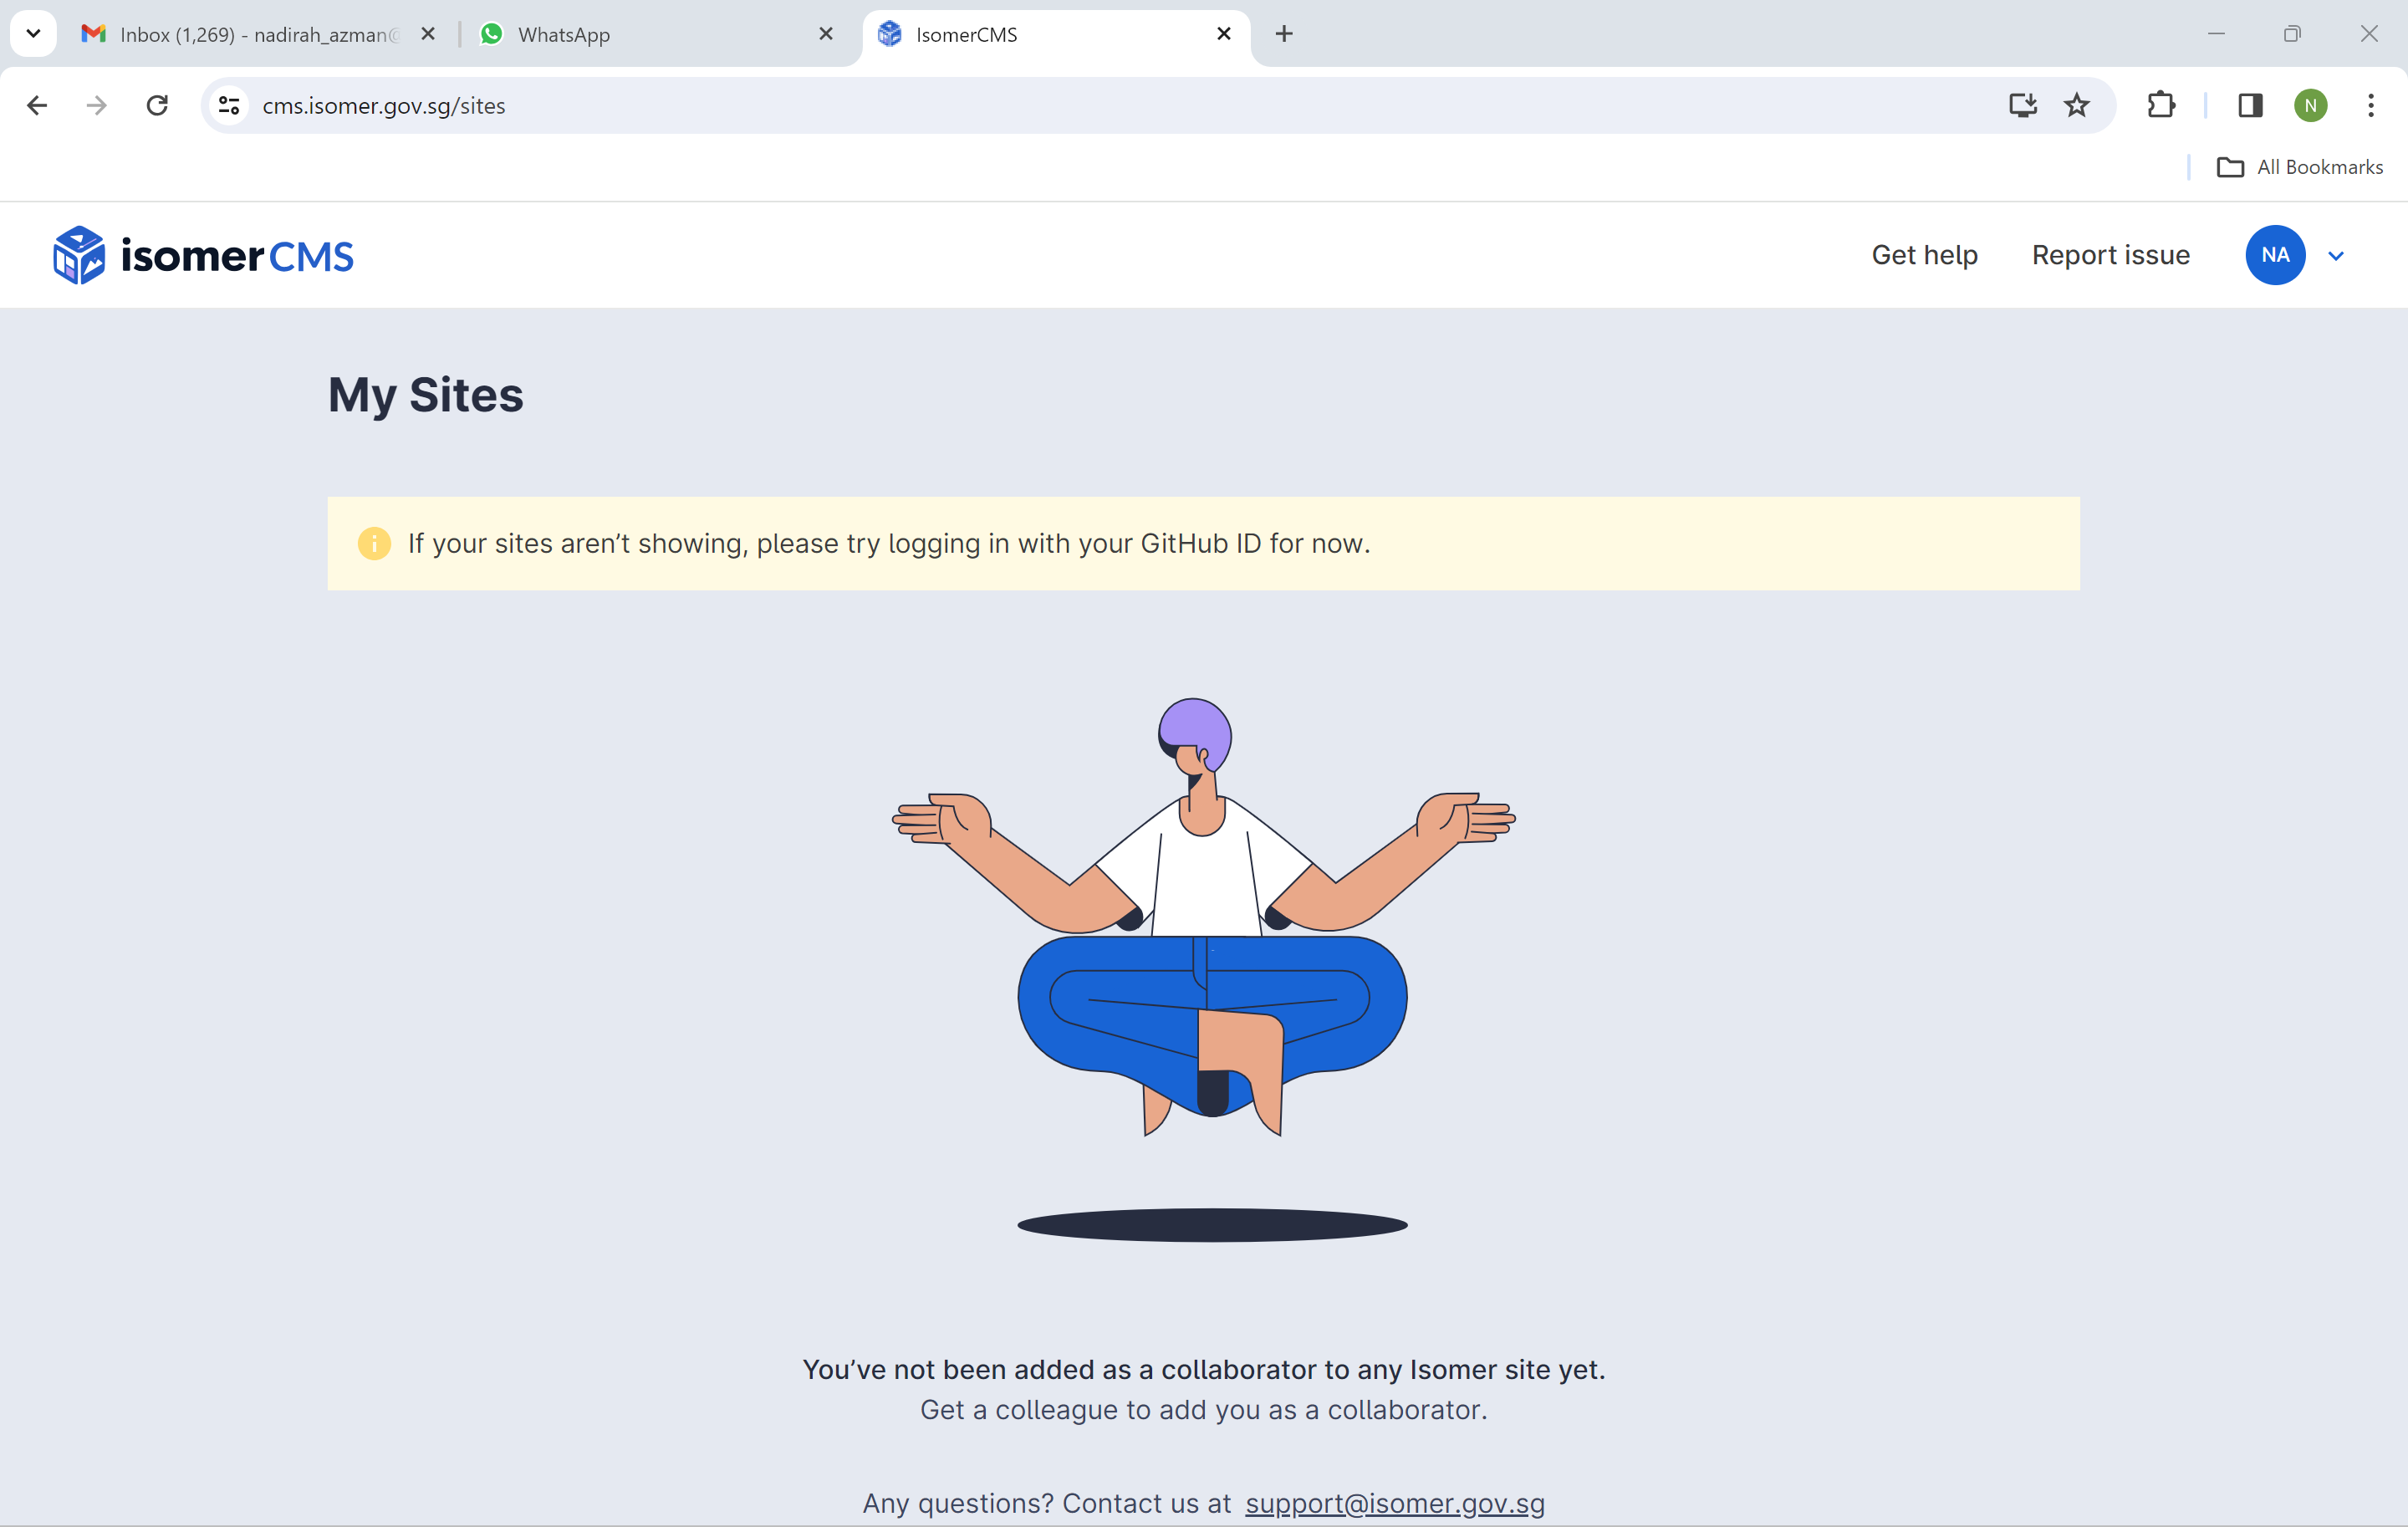 Inbox (1,269) - nadirah_azman@
WhatsApp
IsomerCMS
cms.isomer.gov.sg/sites
N
All Bookmarks
isomerCMS
Get help
Report issue
NA
My Sites
If your sites aren’t showing, please try logging in with your GitHub ID for now.
You’ve not been added as a collaborator to any Isomer site yet.
Get a colleague to add you as a collaborator.
Any questions? Contact us at support@isomer.gov.sg